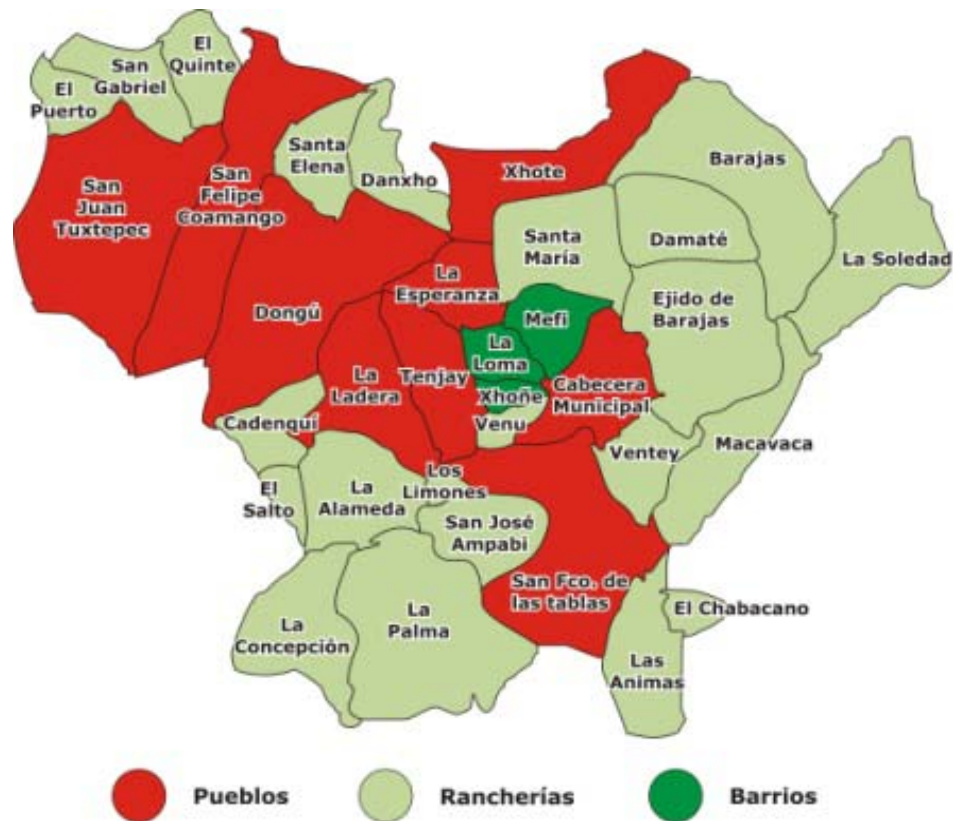 El
Quinte
San
Gabriel
El
Puerto
Santa
Elena
Danxho
Xhote
Barajas
San
Juan
Tuxtepec
San
Felipe
Coamango
Santa
María
Damaté
La Soledad
La
Esperanza
Dongú
Mefi
Ejido de
Barajas
La
Loma
La
Ladera
Tenjay
Xhoñe
Cabecera
Municipal
Cadenquí
Venu
Ventey
Macavaca
El
Salto
La
Alameda
Los
Limones
San José
Ampabi
San Fco. de
las tablas
El Chabacano
La
Concepción
La
Palma
Las
Animas
Pueblos
Rancherías
Barrios